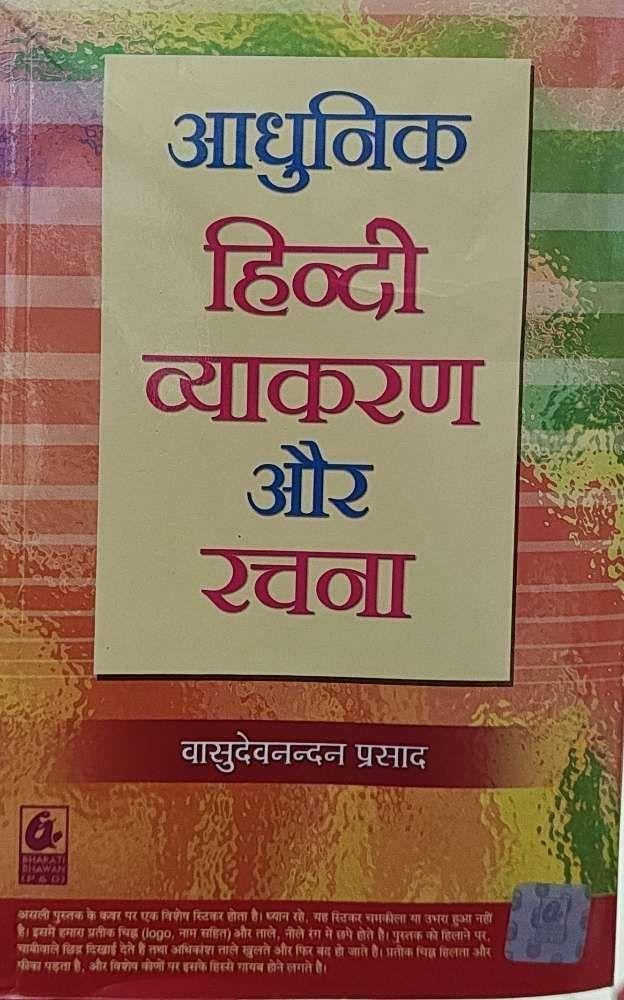 आधुनिक
हिन्दी
व्याकरण
और
रचना
वासुदेवनन्दन प्रसाद
BHARATI
BHAWAN
(P & D)
असली पुस्तक के कवर पर एक विशेष स्टिकर होता है। ध्यान रहे, यह स्टिकर चमकीला या उभरा हुआ नहीं
है। इसमें हमारा प्रतीक चिह्न (logo, नाम सहित) और ताले, नीले रंग में छपे होते है। पुस्तक को हिलाने पर,
चाबीवाले छिद्र दिखाई देते है तथा अधिकांश ताले खुलते और फिर बंद हो जाते है। प्रतीक चिह्न हिलता और
फीका पड़ता है, और विशेष कोणों पर इसके हिस्से गायब होने लगते है।